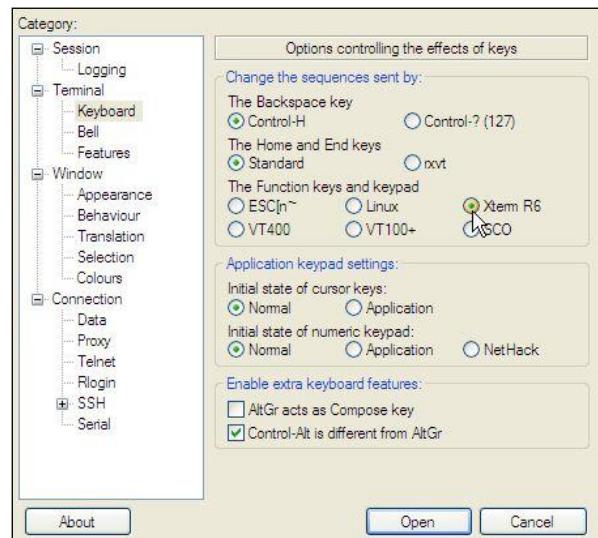 Category:
Session
Logging
Terminal
Keyboard
Bell
Features
Window
Appearance
Behaviour
Translation
Selection
Colours
Connection
Data
Proxy
Telnet
Rlogin
SSH
Serial
Options controlling the effects of keys
Change the sequences sent by:
The Backspace key
Control-H Control-? (127)
The Home and End keys
Standard rxvt
The Function keys and keypad
ESC[n~ Linux Xterm R6
VT400 VT100+ SCO
Application keypad settings:
Initial state of cursor keys:
Normal Application
Initial state of numeric keypad:
Normal Application NetHack
Enable extra keyboard features:
AltGr acts as Compose key
Control-Alt is different from AltGr
About Open Cancel